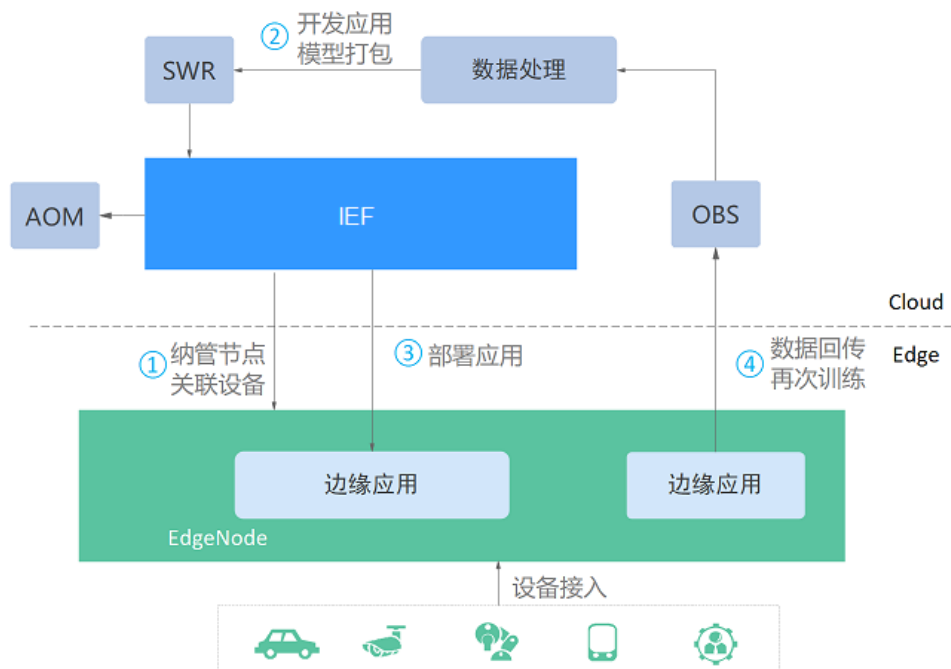 ② 开发应用
模型打包
SWR
数据处理
AOM
IEF
OBS
Cloud
① 纳管节点
关联设备
③ 部署应用
④ 数据回传
再次训练
Edge
边缘应用
边缘应用
EdgeNode
设备接入